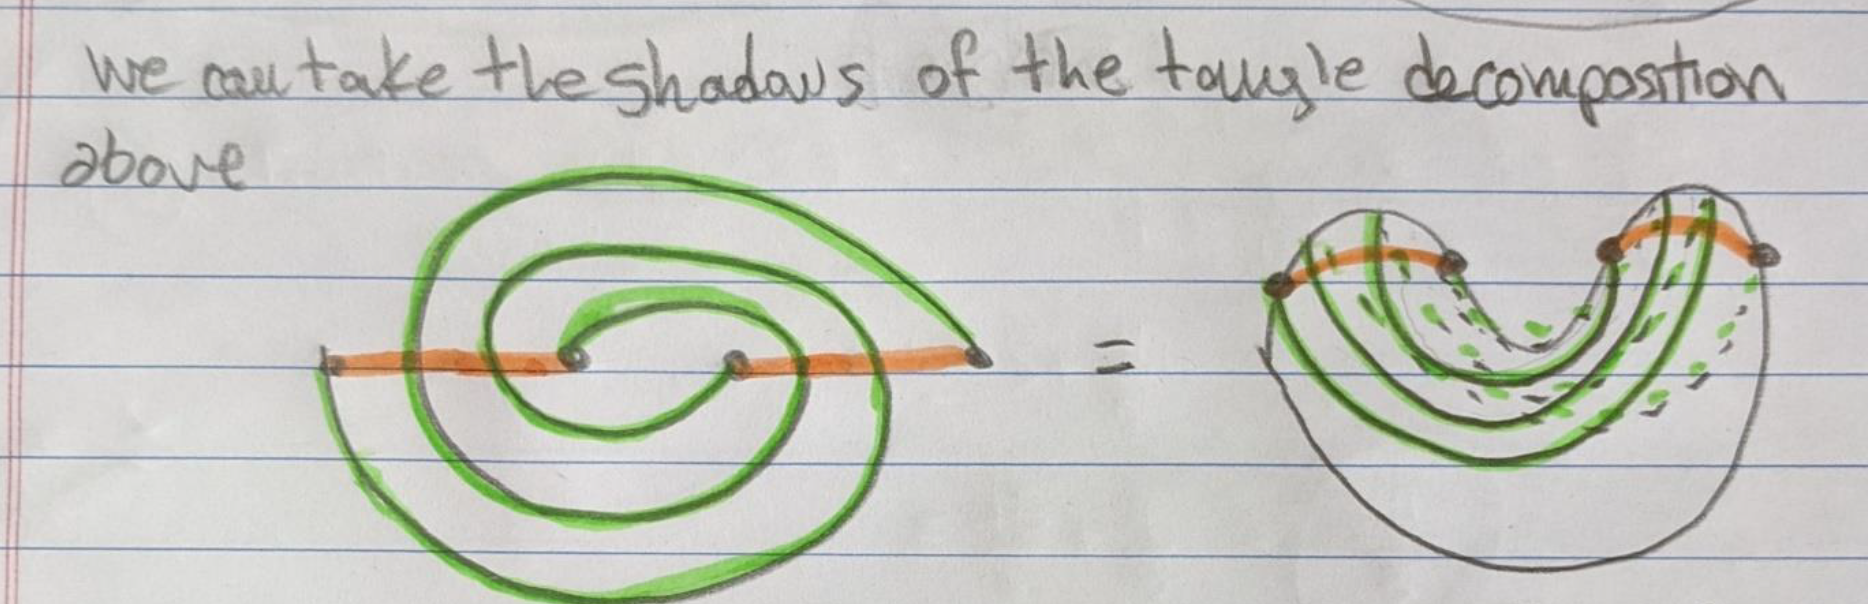 we can take the shadows of the tangle decomposition
above
=